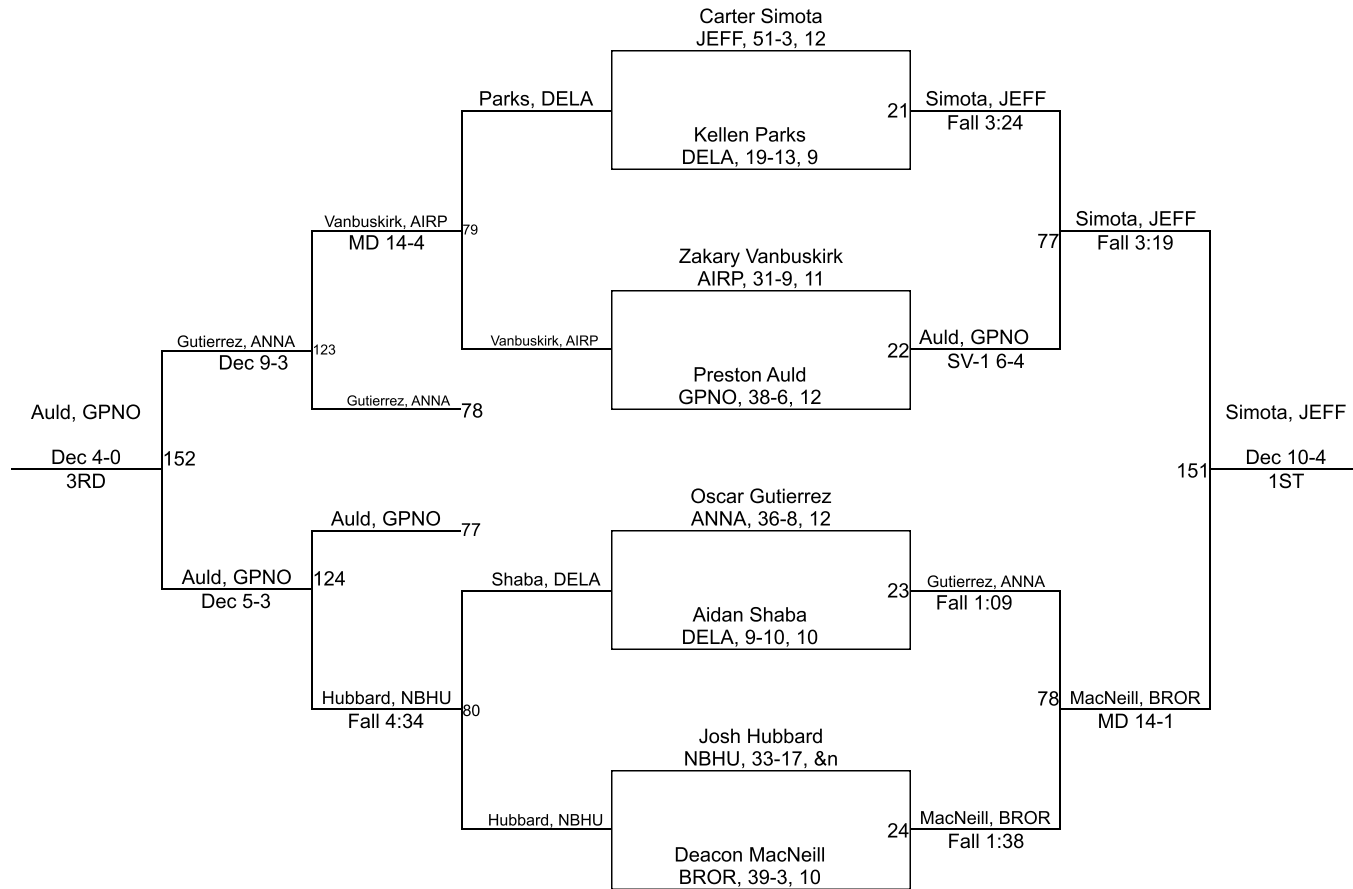 Carter Simota
JEFF, 51-3, 12
Parks, DELA
21
Simota, JEFF
Fall 3:24
Kellen Parks
DELA, 19-13, 9
Vanbuskirk, AIRP
MD 14-4
79
Simota, JEFF
Fall 3:19
77
Zakary Vanbuskirk
AIRP, 31-9, 11
Gutierrez, ANNA
Dec 9-3
123
Vanbuskirk, AIRP
22
Auld, GPNO
SV-1 6-4
Preston Auld
GPNO, 38-6, 12
Gutierrez, ANNA
78
Auld, GPNO
Dec 4-0
3RD
152
Simota, JEFF
Dec 10-4
1ST
151
Oscar Gutierrez
ANNA, 36-8, 12
Auld, GPNO
77
Auld, GPNO
Dec 5-3
124
Shaba, DELA
23
Gutierrez, ANNA
Fall 1:09
Aidan Shaba
DELA, 9-10, 10
Hubbard, NBHU
Fall 4:34
80
78
MacNeill, BROR
MD 14-1
Josh Hubbard
NBHU, 33-17, &n
Hubbard, NBHU
24
MacNeill, BROR
Fall 1:38
Deacon MacNeill
BROR, 39-3, 10